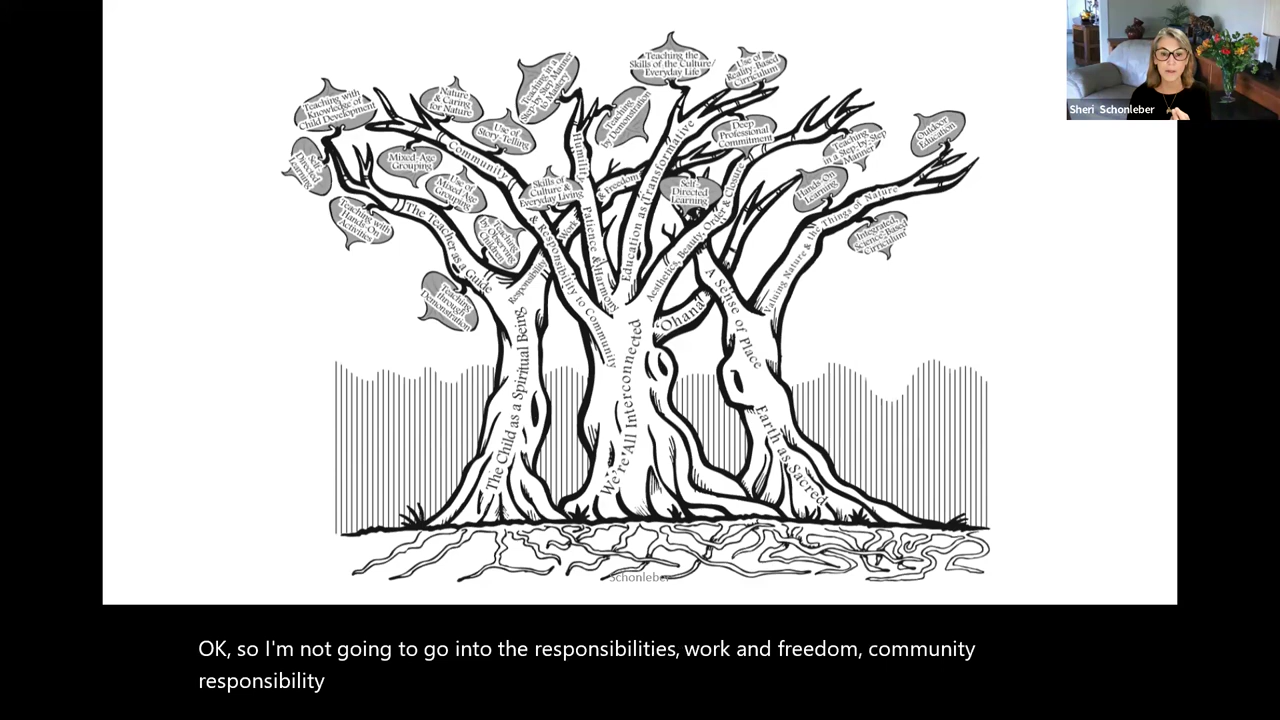 Sheri Schonleber
Teaching the
Skills of the Culture/
Everyday Life
Use of
Reality-Based
Curriculum
Teaching in a
Step-by-Step Manner
to Mastery
Teaching with
Knowledge of
Child Development
Nature
& Caring
for Nature
Use of
Story-Telling
Teaching
by Demonstration
Deep
Professional
Commitment
Teaching
in a Step-by-Step
Manner
Outdoor
Education
Self-
Directed
Learning
Mixed-Age
Grouping
Use of
Mixed-Age
Grouping
Skills of
Culture &
Everyday Living
Self-
Directed
Learning
Hands-On
Learning
Teaching with
Hands-On
Activities
Teaching
by Observing
Children
Integrated,
Science-Based
Curriculum
Teaching
Through
Demonstration
Community
Humility
Patience & Harmony
Education as Transformative
Aesthetics, Beauty, Order & Closure
Valuing Nature & the Things of Nature
The Teacher as a Guide
Responsibility
Work & Freedom
& Responsibility to Community
'Ohana
A Sense of Place
The Child as a Spiritual Being
We're All Interconnected
Earth as Sacred
Schonleber
OK, so I'm not going to go into the responsibilities, work and freedom, community
responsibility